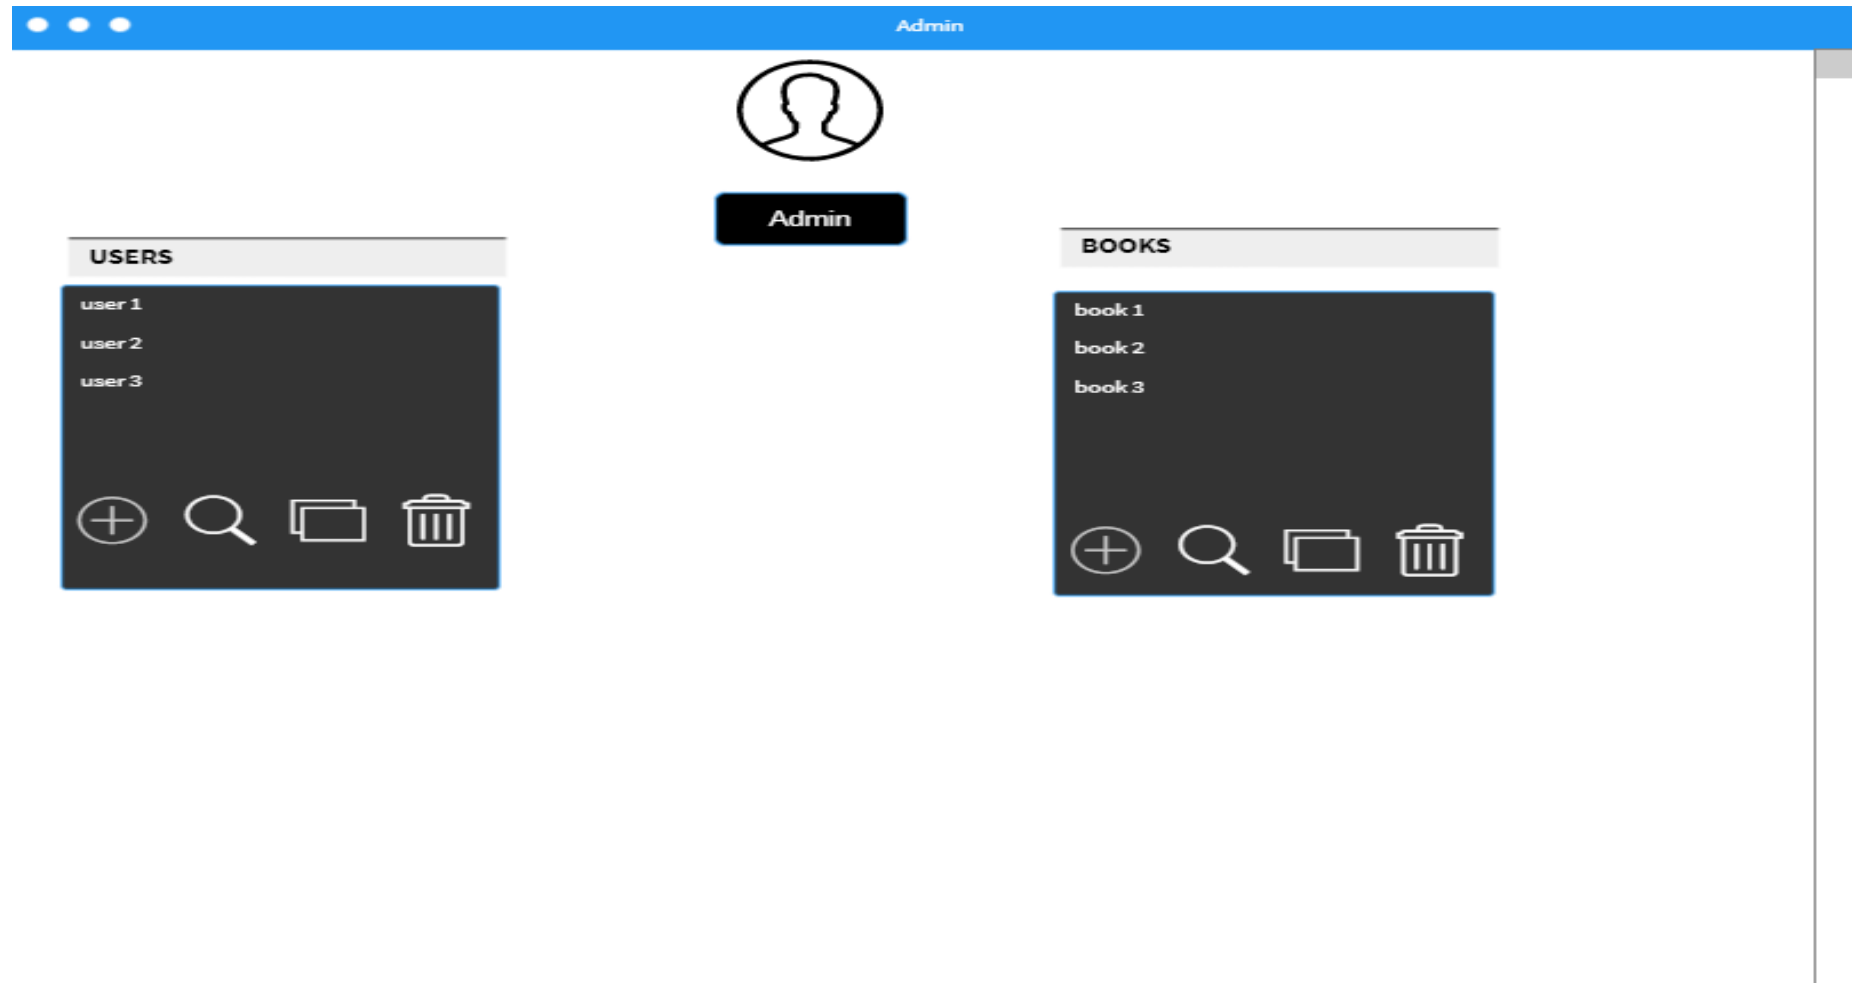 Admin
Admin
USERS
user 1
user 2
user 3
BOOKS
book 1
book 2
book 3